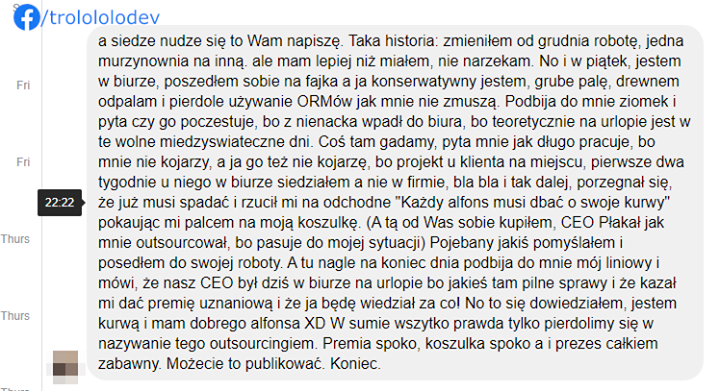 /trolololodev
a siedze nudze się to Wam napiszę. Taka historia: zmieniłem od grudnia robotę, jedna
murzynownia na inną. ale mam lepiej niż miałem, nie narzekam. No i w piątek, jestem
w biurze, poszedłem sobie na fajka a ja konserwatywny jestem, grube palę, drewnem
Fri
odpalam i pierdole używanie ORMów jak mnie nie zmuszą. Podbija do mnie ziomek i
pyta czy go poczestuje, bo z nienacka wpadł do biura, bo teoretycznie na urlopie jest w
te wolne miedzyswiateczne dni. Coś tam gadamy, pyta mnie jak długo pracuje, bo
Fri
mnie nie kojarzy, a ja go też nie kojarzę, bo projekt u klienta na miejscu, pierwsze dwa
tygodnie u niego w biurze siedziałem a nie w firmie, bla bla i tak dalej, porzegnał się,
22:22
że już musi spadać i rzucił mi na odchodne "Każdy alfons musi dbać o swoje kurwy"
pokaując mi palcem na moją koszulkę. (A tą od Was sobie kupiłem, CEO Płakał jak
Thurs
mnie outsourcował, bo pasuje do mojej sytuacji) Pojebany jakiś pomyślałem i
posedłem do swojej roboty. A tu nagle na koniec dnia podbija do mnie mój liniowy i
mówi, że nasz CEO był dziś w biurze na urlopie bo jakieś tam pilne sprawy i że kazał
Thurs
mi dać premię uznaniową i że ja będę wiedział za co! No to się dowiedziałem, jestem
kurwą i mam dobrego alfonsa XD W sumie wszytko prawda tylko pierdolimy się w
nazywanie tego outsourcingiem. Premia spoko, koszulka spoko a i prezes całkiem
zabawny. Możecie to publikować. Koniec.
Thurs